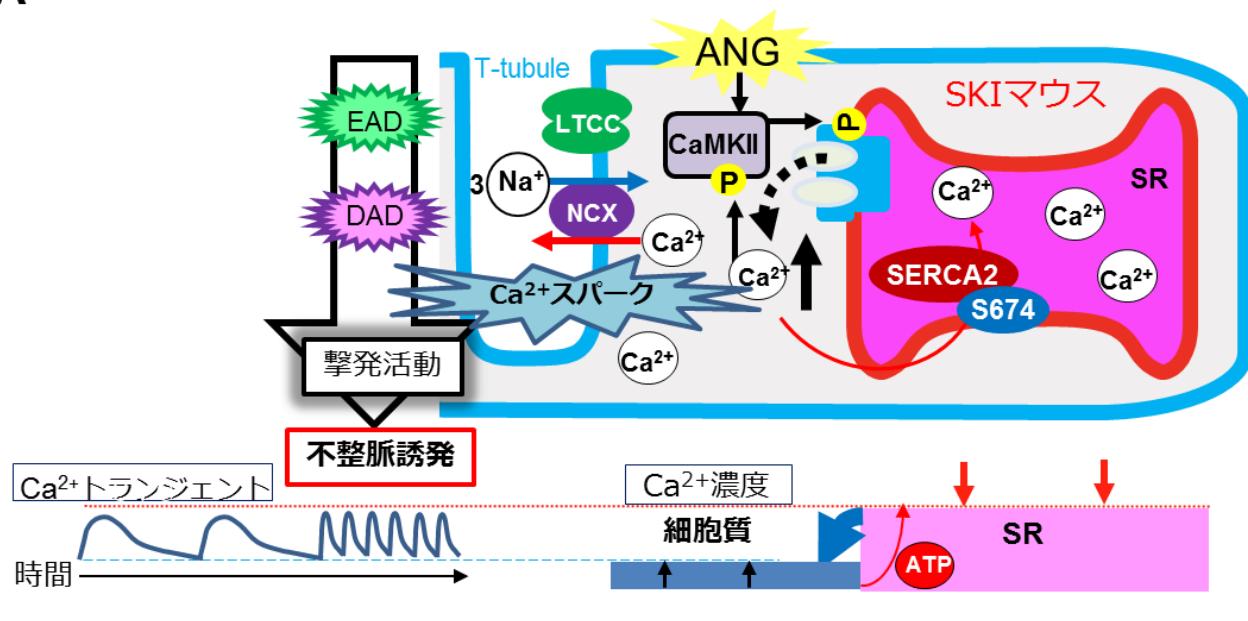 T-tubule
ANG
SKIマウス
EAD
LTCC
CaMKII
P
P
DAD
3
Na⁺
NCX
Ca²⁺
Ca²⁺
Ca²⁺
Ca²⁺
Ca²⁺
Ca²⁺
SR
SERCA2
S674
Ca²⁺スパーク
撃発活動
不整脈誘発
Ca²⁺トランジェント
Ca²⁺濃度
細胞質
SR
ATP
時間